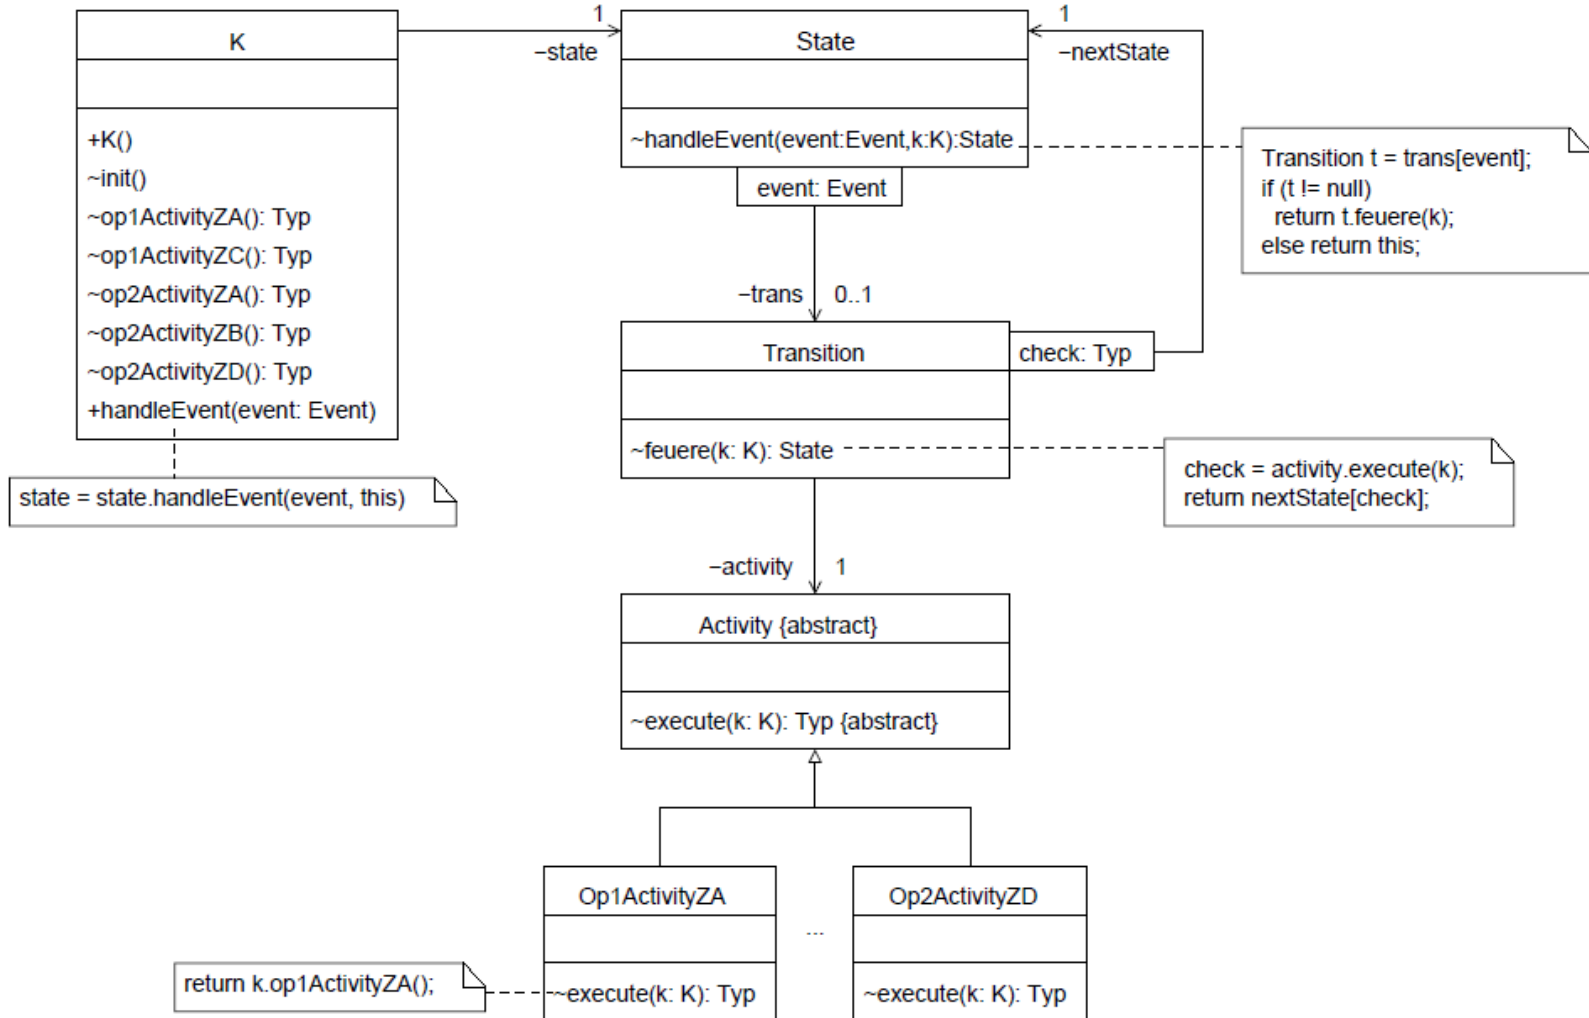 K
+K()
~init()
~op1ActivityZA(): Typ
~op1ActivityZC(): Typ
~op2ActivityZA(): Typ
~op2ActivityZB(): Typ
~op2ActivityZD(): Typ
+handleEvent(event: Event)
state = state.handleEvent(event, this)
1
−state
State
~handleEvent(event:Event,k:K):State
event: Event
1
−nextState
Transition t = trans[event];
if (t != null)
return t.feuere(k);
else return this;
−trans 0..1
Transition
check: Typ
~feuere(k: K): State
check = activity.execute(k);
return nextState[check];
−activity 1
Activity {abstract}
~execute(k: K): Typ {abstract}
Op1ActivityZA
~execute(k: K): Typ
return k.op1ActivityZA();
...
Op2ActivityZD
~execute(k: K): Typ